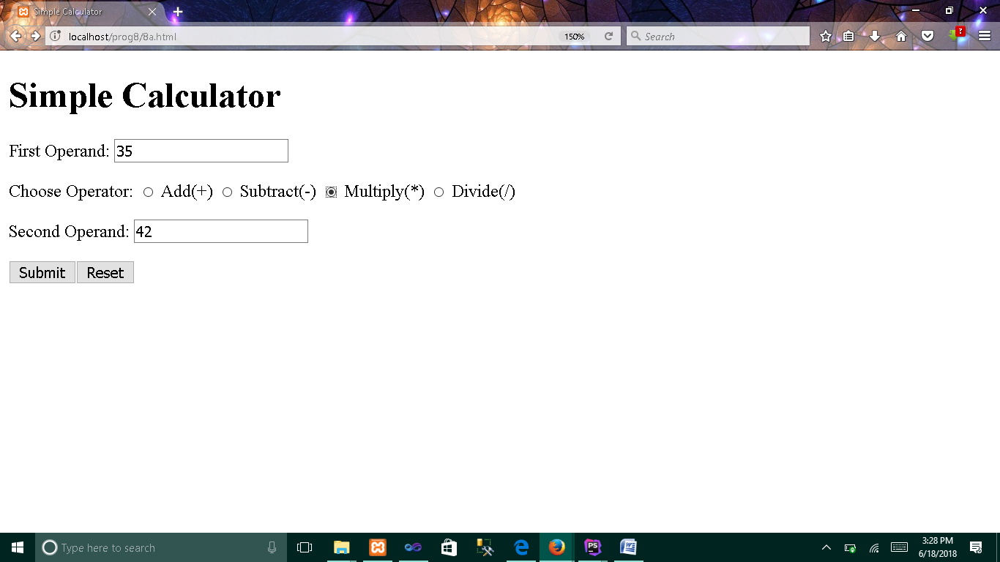 Simple Calculator
localhost/prog8/8a.html
150%
Search
?
Simple Calculator
First Operand: 35
Choose Operator: Add(+) Subtract(-) Multiply(*) Divide(/)
Second Operand: 42
Submit Reset
Type here to search
PS
3:28 PM
6/18/2018